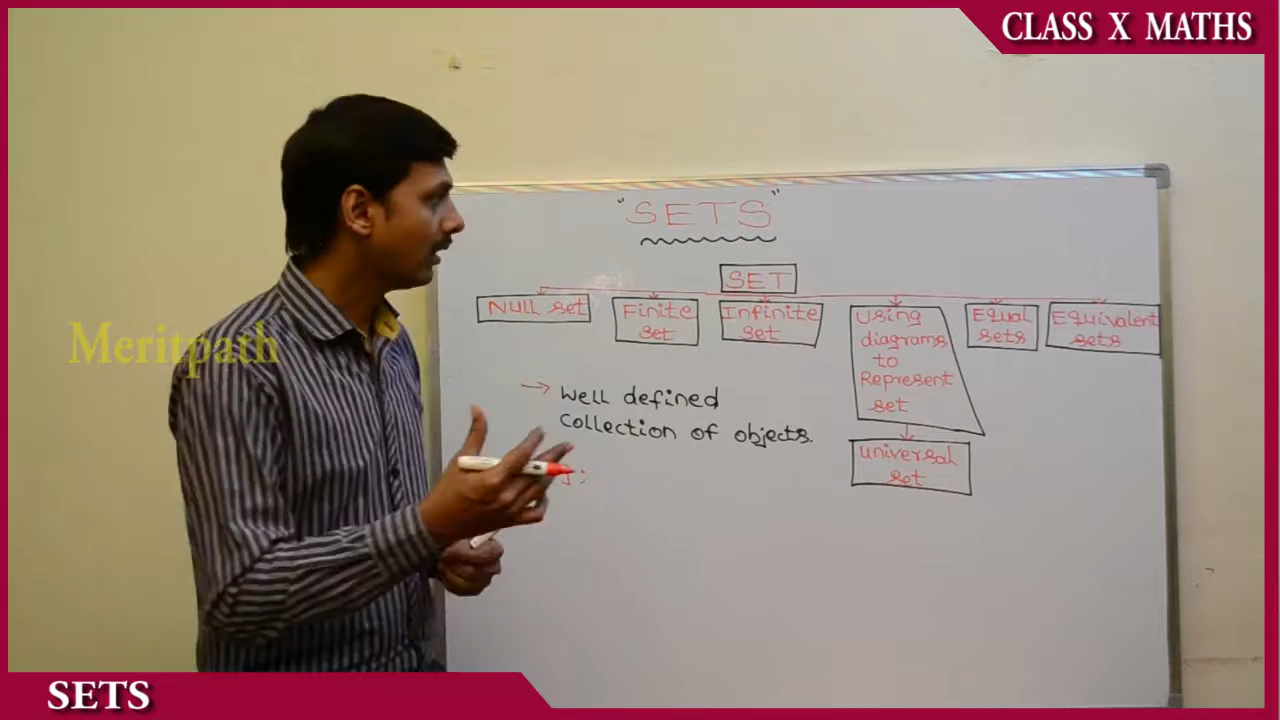 CLASS X MATHS
"SETS"
SET
NULL set
Finite
set
Infinite
set
Using
diagrams
to
Represent
set
Equal
sets
Equivalent
sets
→ Well defined
Collection of objects.
universal
set
Meritpath
SETS